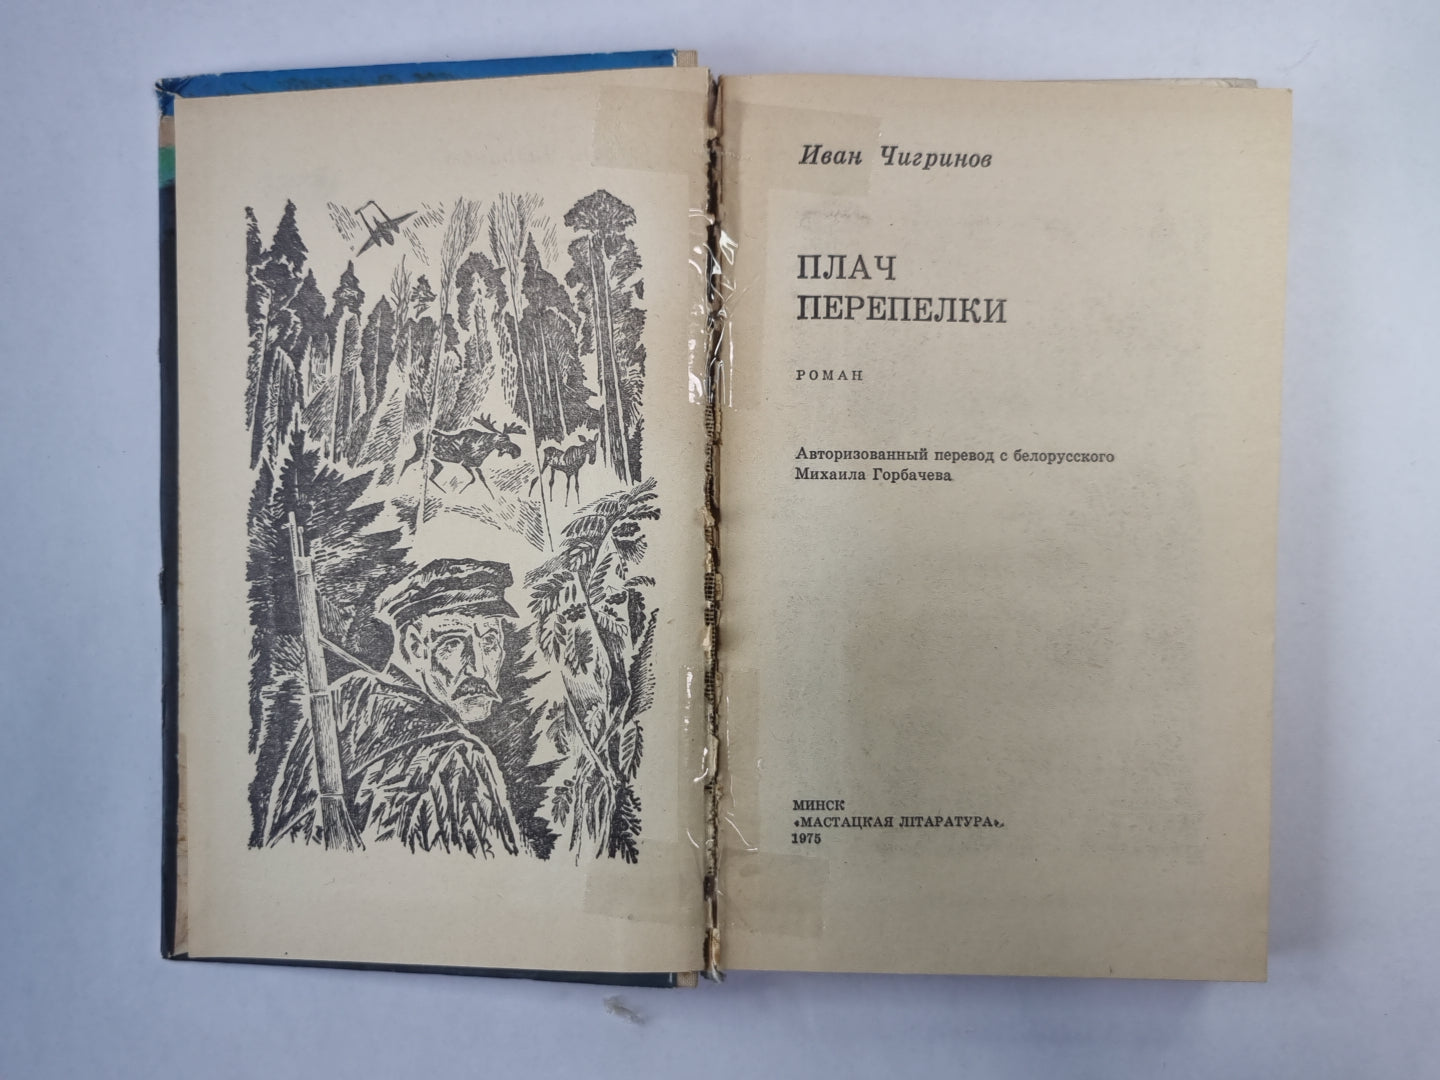 Иван Чигринов
ПЛАЧ
ПЕРЕПЕЛКИ
РОМАН
Авторизованный перевод с белорусского
Михаила Горбачева
МИНСК
«МАСТАЦКАЯ ЛІТАРАТУРА»
1975